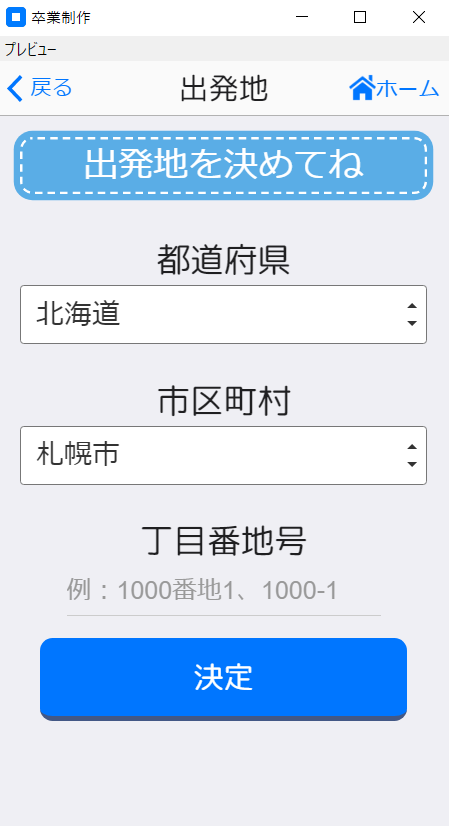 卒業制作
プレビュー
戻る
出発地
ホーム
出発地を決めてね
都道府県
北海道
市区町村
札幌市
丁目番地号
例：1000番地1、1000-1
決定